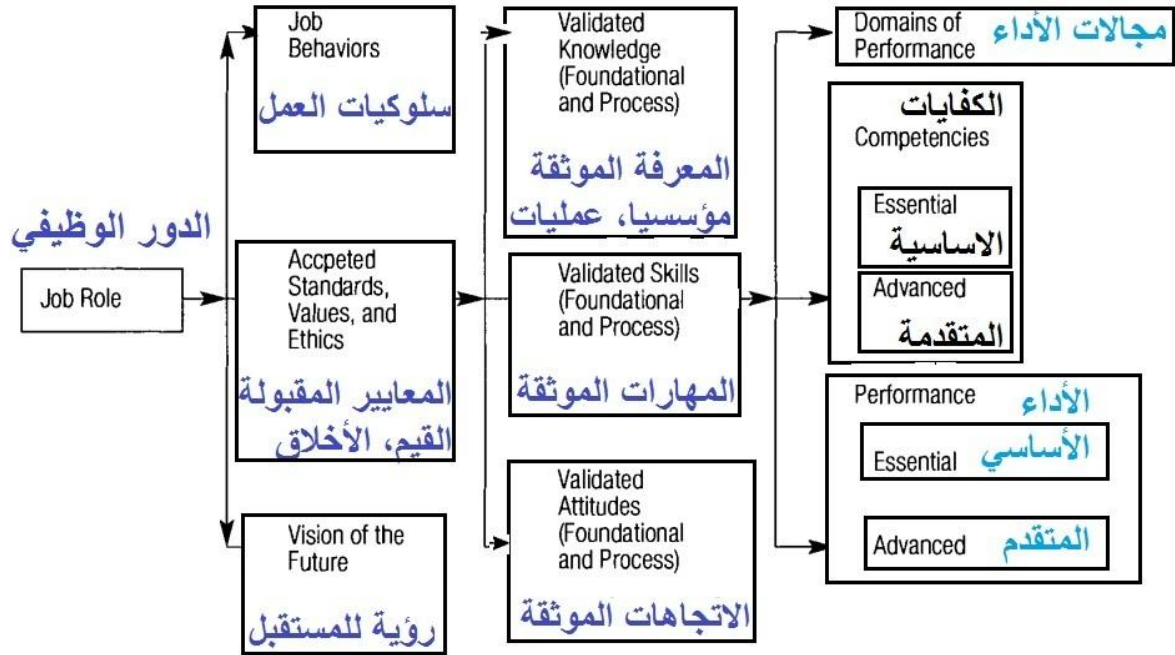 الدور الوظيفي
Job Role
Job
Behaviors
سلوكيات العمل
Accpeted
Standards,
Values, and
Ethics
المعايير المقبولة
القيم، الأخلاق
Vision of the
Future
رؤية للمستقبل
Validated
Knowledge
(Foundational
and Process)
المعرفة الموثقة
مؤسسيا، عمليات
Validated Skills
(Foundational
and Process)
المهارات الموثقة
Validated
Attitudes
(Foundational
and Process)
الاتجاهات الموثقة
Domains of
Performance مجالات الأداء
الكفايات
Competencies
Essential
الاساسية
Advanced
المتقدمة
Performance الأداء
Essential الأساسي
Advanced المتقدم